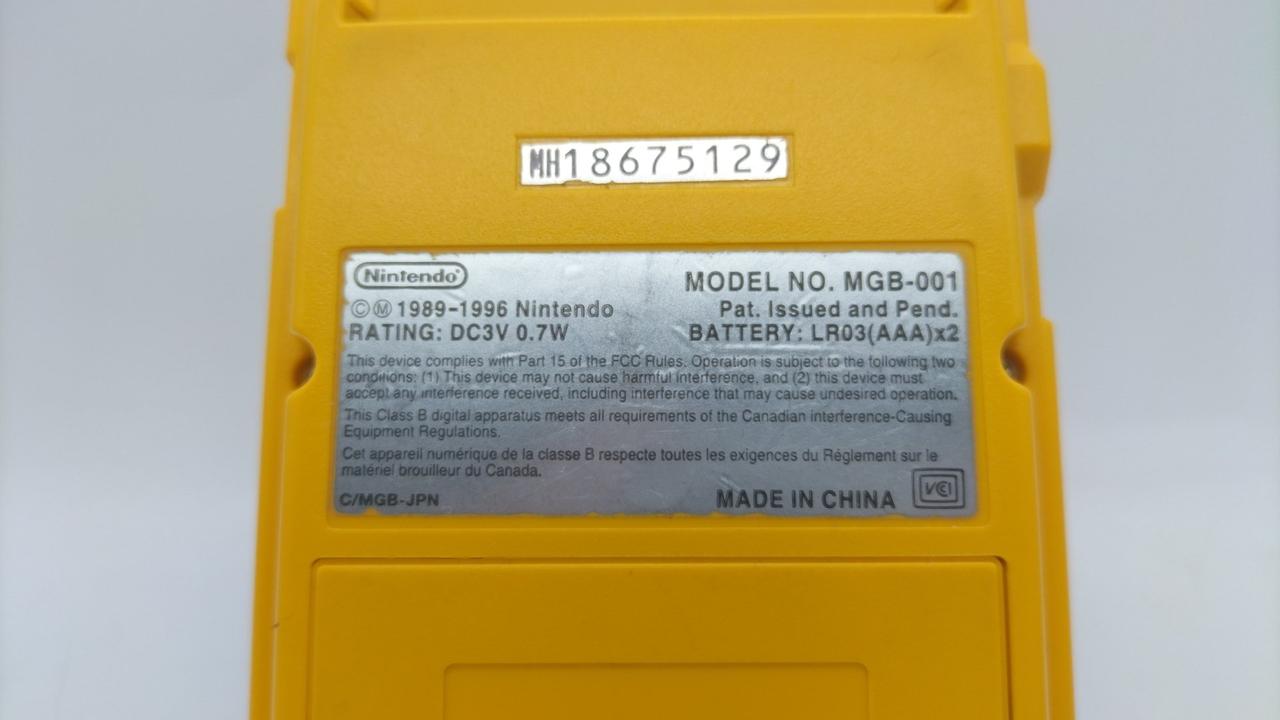 MH18675129
Nintendo
MODEL NO. MGB-001
©Ⓜ 1989-1996 Nintendo
Pat. Issued and Pend.
RATING: DC3V 0.7W
BATTERY: LR03(AAA)x2
This device complies with Part 15 of the FCC Rules. Operation is subject to the following two
conditions: (1) This device may not cause harmful interference, and (2) this device must
accept any interference received, including interference that may cause undesired operation.
This Class B digital apparatus meets all requirements of the Canadian interference-Causing
Equipment Regulations.
Cet appareil numérique de la classe B respecte toutes les exigences du Réglement sur le
matériel brouilleur du Canada.
C/MGB-JPN
MADE IN CHINA
VCI